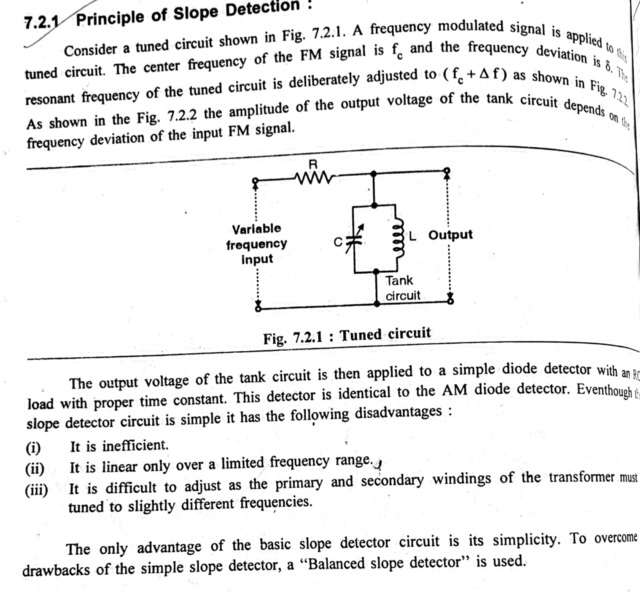 7.2.1 Principle of Slope Detection :
Consider a tuned circuit shown in Fig. 7.2.1. A frequency modulated signal is applied to this
tuned circuit. The center frequency of the FM signal is fc and the frequency deviation is δ. The
resonant frequency of the tuned circuit is deliberately adjusted to ( fc + Δ f ) as shown in Fig. 7.2.2.
As shown in the Fig. 7.2.2 the amplitude of the output voltage of the tank circuit depends on the
frequency deviation of the input FM signal.
R
Variable
frequency
input
C
L
Output
Tank
circuit
Fig. 7.2.1 : Tuned circuit
The output voltage of the tank circuit is then applied to a simple diode detector with an RC
load with proper time constant. This detector is identical to the AM diode detector. Eventhough
slope detector circuit is simple it has the following disadvantages :
(i) It is inefficient.
(ii) It is linear only over a limited frequency range.
(iii) It is difficult to adjust as the primary and secondary windings of the transformer must
tuned to slightly different frequencies.
The only advantage of the basic slope detector circuit is its simplicity. To overcome
drawbacks of the simple slope detector, a “Balanced slope detector” is used.